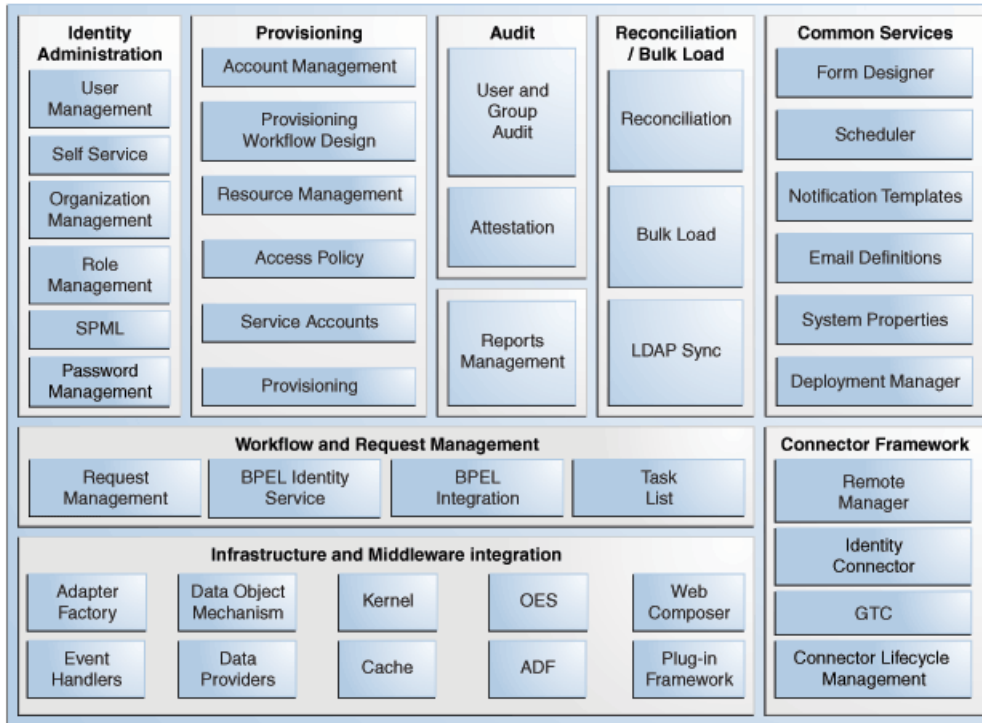 Identity
Administration
User
Management
Self Service
Organization
Management
Role
Management
SPML
Password
Management
Provisioning
Account Management
Provisioning
Workflow Design
Resource Management
Access Policy
Service Accounts
Provisioning
Audit
User and
Group
Audit
Attestation
Reports
Management
Reconciliation
/ Bulk Load
Reconciliation
Bulk Load
LDAP Sync
Common Services
Form Designer
Scheduler
Notification Templates
Email Definitions
System Properties
Deployment Manager
Workflow and Request Management
Request
Management
BPEL Identity
Service
BPEL
Integration
Task
List
Connector Framework
Remote
Manager
Identity
Connector
GTC
Connector Lifecycle
Management
Infrastructure and Middleware integration
Adapter
Factory
Data Object
Mechanism
Kernel
OES
Web
Composer
Event
Handlers
Data
Providers
Cache
ADF
Plug-in
Framework